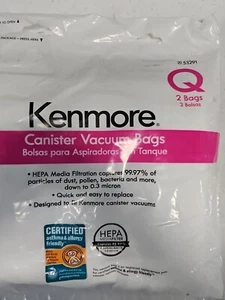 53291
Q
2 Bags
2 Bolsas
Kenmore
Canister Vacuum Bags
Bolsas para Aspiradoras Tanque
• HEPA Media Filtration captures 99.97% of
particles of dust, pollen, bacteria and more,
down to 0.3 micron
• Quick and easy to replace
• Designed to fit Kenmore canister vacuums
CERTIFIED
asthma & allergy
friendly
HEPA